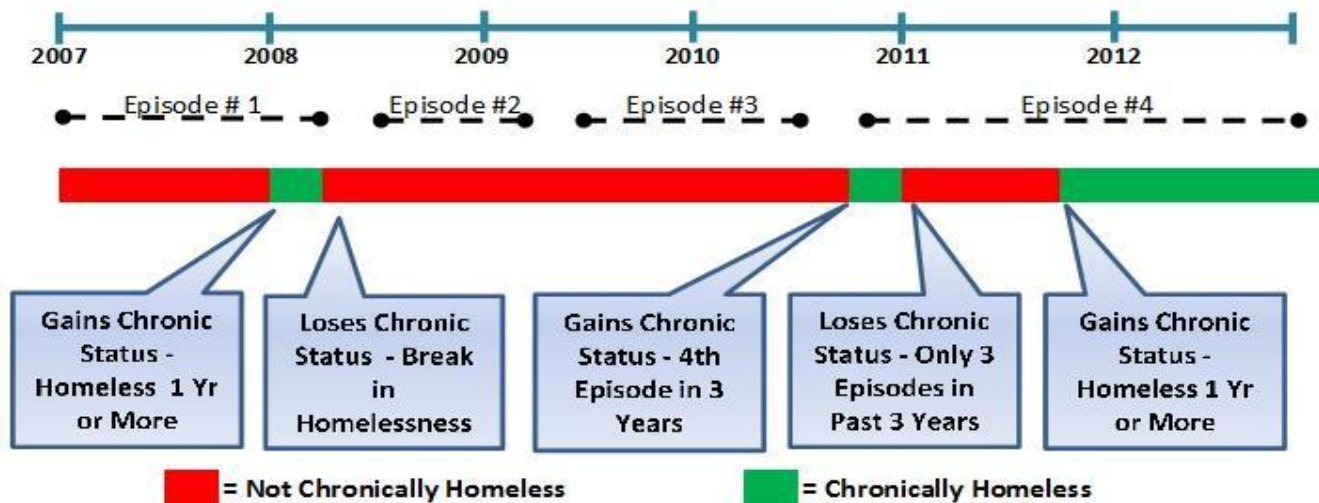 2007 2008 2009 2010 2011 2012
Episode # 1 Episode #2 Episode #3 Episode #4
Gains Chronic
Status -
Homeless 1 Yr
or More
Loses Chronic
Status - Break
in
Homelessness
Gains Chronic
Status - 4th
Episode in 3
Years
Loses Chronic
Status - Only 3
Episodes in
Past 3 Years
Gains Chronic
Status -
Homeless 1 Yr
or More
= Not Chronically Homeless
= Chronically Homeless